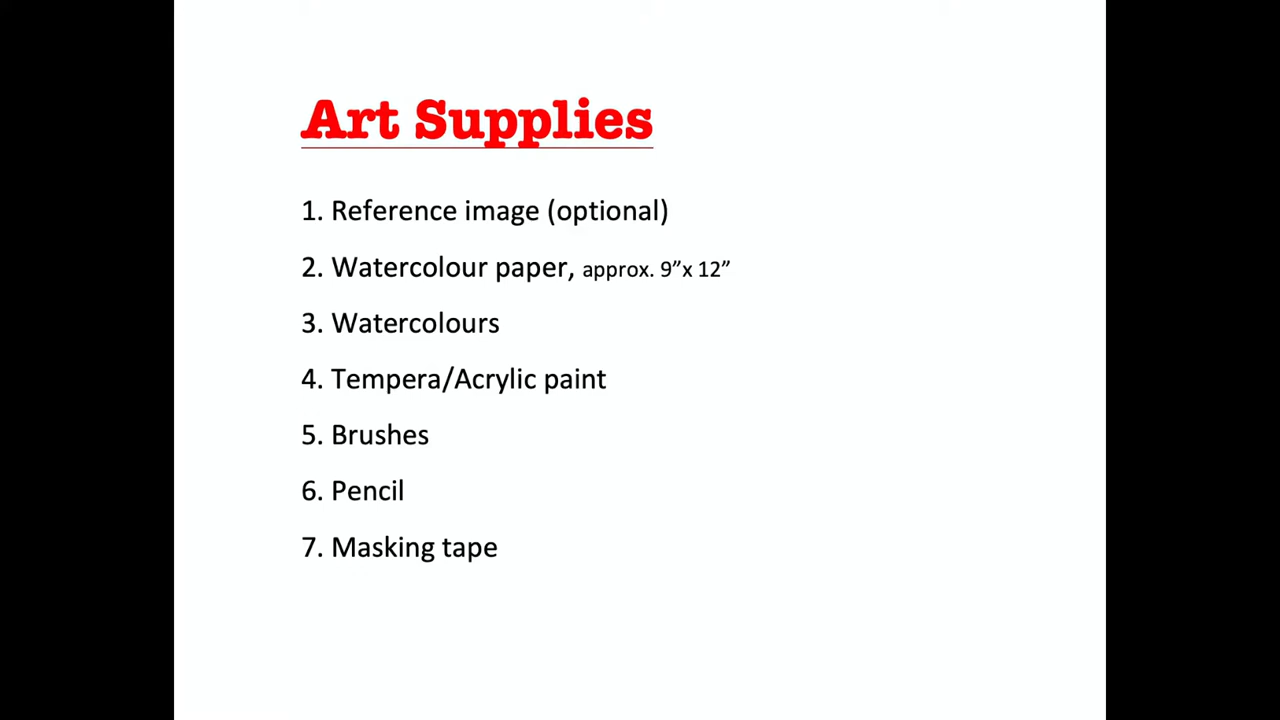 Art Supplies
1. Reference image (optional)
2. Watercolour paper, approx. 9”x 12”
3. Watercolours
4. Tempera/Acrylic paint
5. Brushes
6. Pencil
7. Masking tape